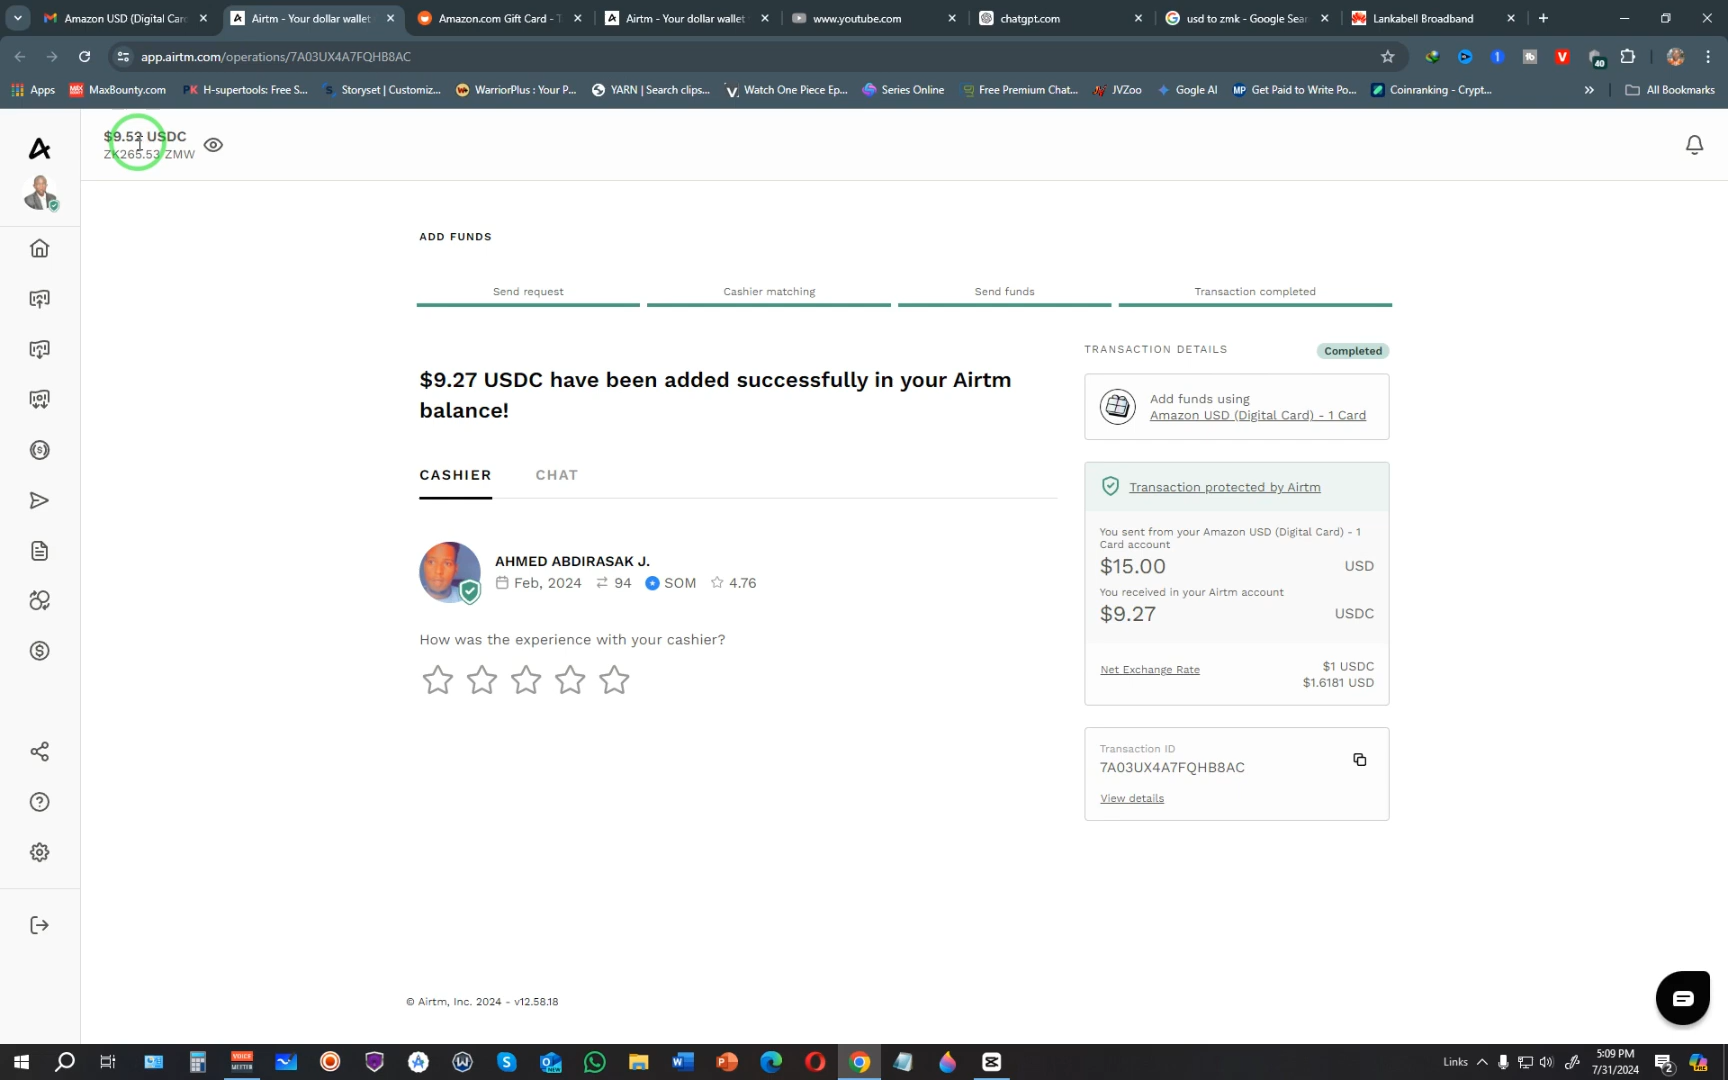 Amazon USD (Digital Car
Airtm - Your dollar wallet
Amazon.com Gift Card - T
Airtm - Your dollar wallet
www.youtube.com
chatgpt.com
usd to zmk - Google Sear
Lankabell Broadband
app.airtm.com/operations/7A03UX4A7FQHB8AC
40
Apps
MaxBounty.com
H-supertools: Free S...
Storyset | Customiz...
WarriorPlus : Your P...
YARN | Search clips...
Watch One Piece Ep...
Series Online
Free Premium Chat...
JVZoo
Gogle AI
Get Paid to Write Po...
Coinranking - Crypt...
All Bookmarks
$9.52 USDC
ZK265.53 ZMW
ADD FUNDS
Send request
Cashier matching
Send funds
Transaction completed
$9.27 USDC have been added successfully in your Airtm
balance!
CASHIER
CHAT
AHMED ABDIRASAK J.
Feb, 2024
94
SOM
4.76
How was the experience with your cashier?
TRANSACTION DETAILS
Completed
Add funds using
Amazon USD (Digital Card) - 1 Card
Transaction protected by Airtm
You sent from your Amazon USD (Digital Card) - 1
Card account
$15.00 USD
You received in your Airtm account
$9.27 USDC
Net Exchange Rate
$1 USDC
$1.6181 USD
Transaction ID
7A03UX4A7FQHB8AC
View details
© Airtm, Inc. 2024 - v12.58.18
Links
5:09 PM
7/31/2024
2